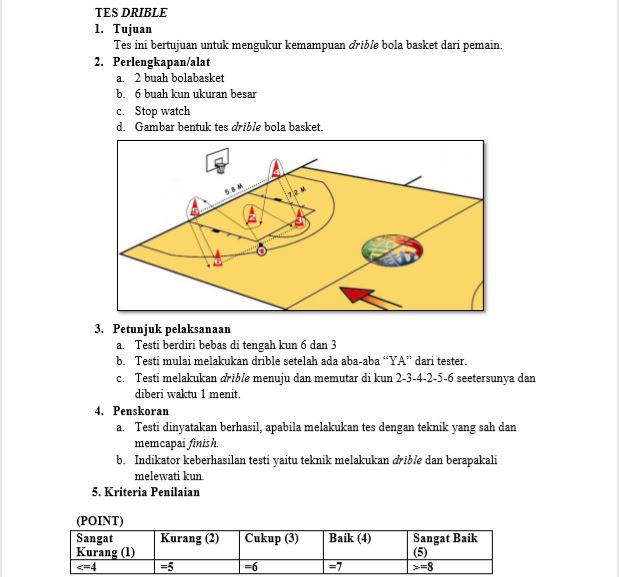 TES DRIBLE
1. Tujuan
Tes ini bertujuan untuk mengukur kemampuan drible bola basket dari pemain.
2. Perlengkapan/alat
a. 2 buah bolabasket
b. 6 buah kun ukuran besar
c. Stop watch
d. Gambar bentuk tes drible bola basket.
5.8 M
7.2 M
1
3. Petunjuk pelaksanaan
a. Testi berdiri bebas di tengah kun 6 dan 3
b. Testi mulai melakukan drible setelah ada aba-aba “YA” dari tester.
c. Testi melakukan drible menuju dan memutar di kun 2-3-4-2-5-6 seetersunya dan
diberi waktu 1 menit.
4. Penskoran
a. Testi dinyatakan berhasil, apabila melakukan tes dengan teknik yang sah dan
memcapai finish.
b. Indikator keberhasilan testi yaitu teknik melakukan drible dan berapakali
melewati kun.
5. Kriteria Penilaian
(POINT)
Sangat Kurang (2) Cukup (3) Baik (4) Sangat Baik
Kurang (1) (5)
<=4 =5 =6 =7 >=8